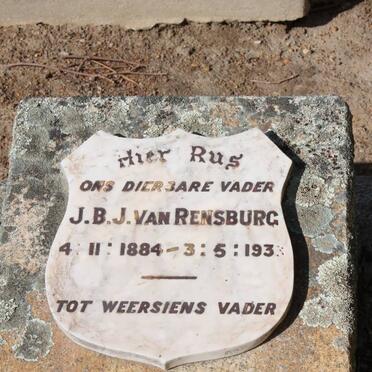 Hier Rus
ONS DIERBARE VADER
J.B.J. VAN RENSBURG
4:11:1884-3:5:193
TOT WEERSIENS VADER